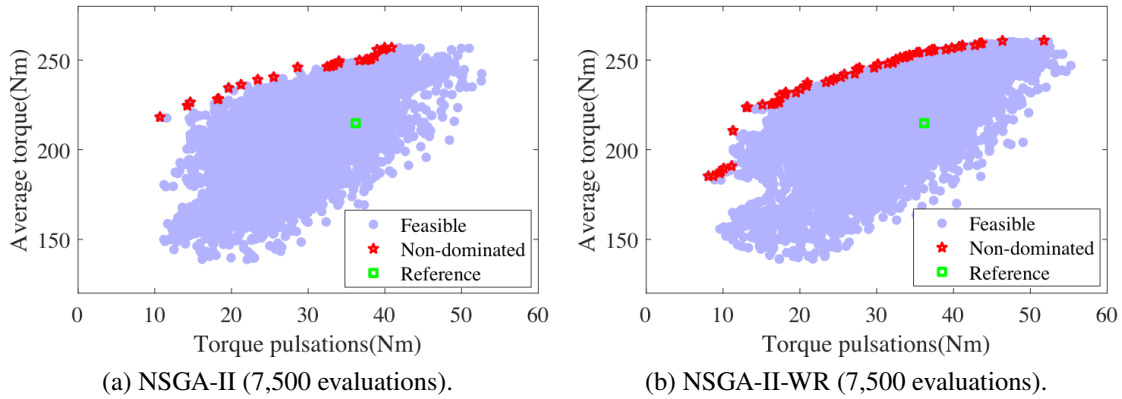 Average torque(Nm)
250
200
150
0
10
20
30
40
50
60
Torque pulsations(Nm)
Feasible
Non-dominated
Reference
(a) NSGA-II (7,500 evaluations).
Average torque(Nm)
250
200
150
0
10
20
30
40
50
60
Torque pulsations(Nm)
Feasible
Non-dominated
Reference
(b) NSGA-II-WR (7,500 evaluations).